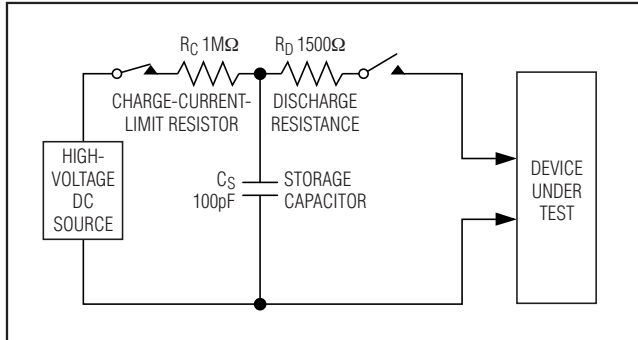 R_C 1MΩ
R_D 1500Ω
CHARGE-CURRENT-
LIMIT RESISTOR
DISCHARGE
RESISTANCE
HIGH-
VOLTAGE
DC
SOURCE
C_S
100pF
STORAGE
CAPACITOR
DEVICE
UNDER
TEST